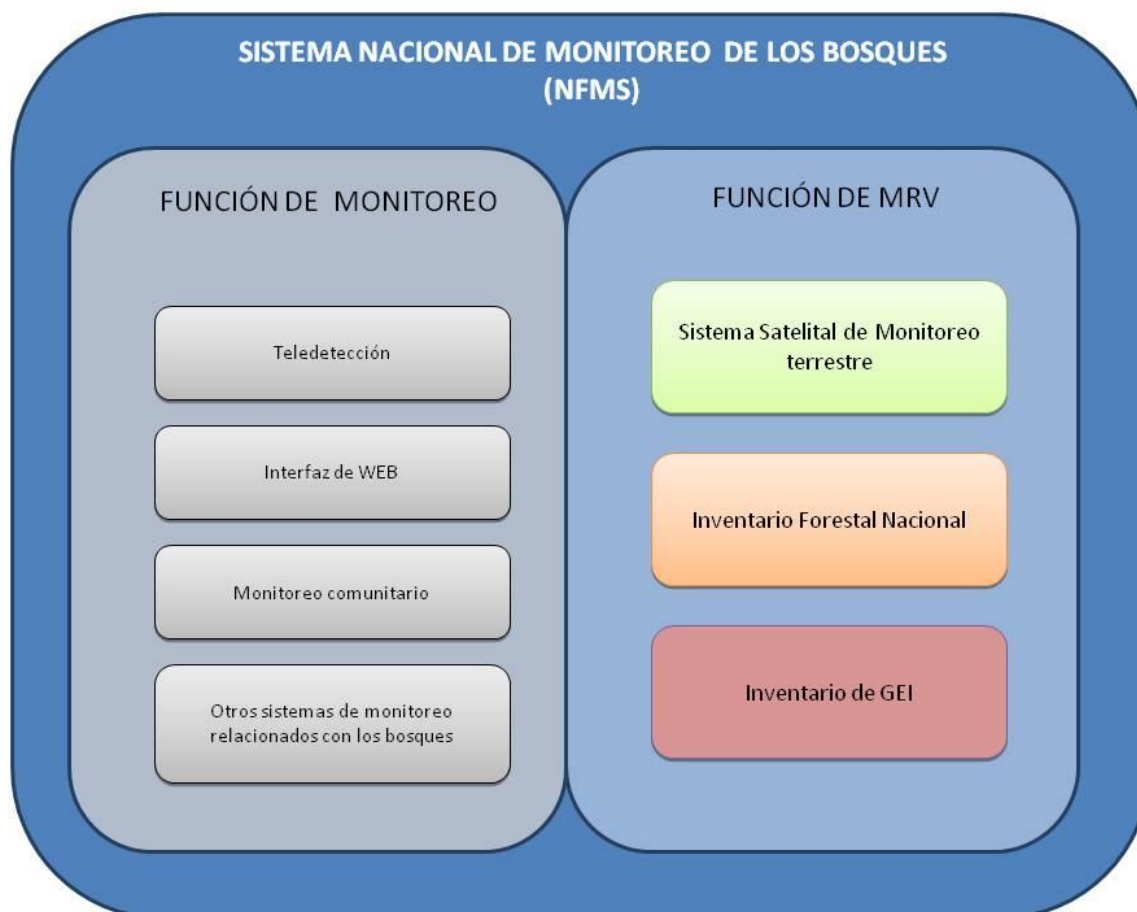 SISTEMA NACIONAL DE MONITOREO DE LOS BOSQUES
(NFMS)
FUNCIÓN DE MONITOREO
Teledetección
Interfaz de WEB
Monitoreo comunitario
Otros sistemas de monitoreo
relacionados con los bosques
FUNCIÓN DE MRV
Sistema Satelital de Monitoreo
terrestre
Inventario Forestal Nacional
Inventario de GEI